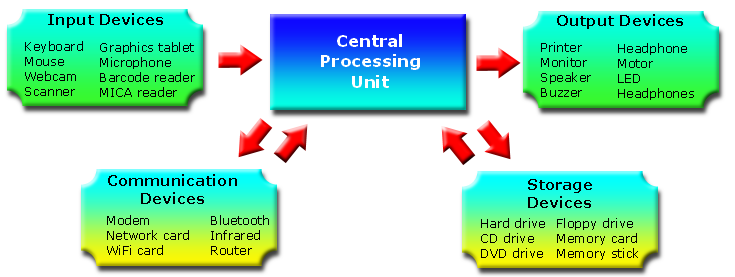 Input Devices
Keyboard Graphics tablet
Mouse Microphone
Webcam Barcode reader
Scanner MICA reader
Central
Processing
Unit
Output Devices
Printer Headphone
Monitor Motor
Speaker LED
Buzzer Headphones
Communication
Devices
Modem Bluetooth
Network card Infrared
WiFi card Router
Storage
Devices
Hard drive Floppy drive
CD drive Memory card
DVD drive Memory stick